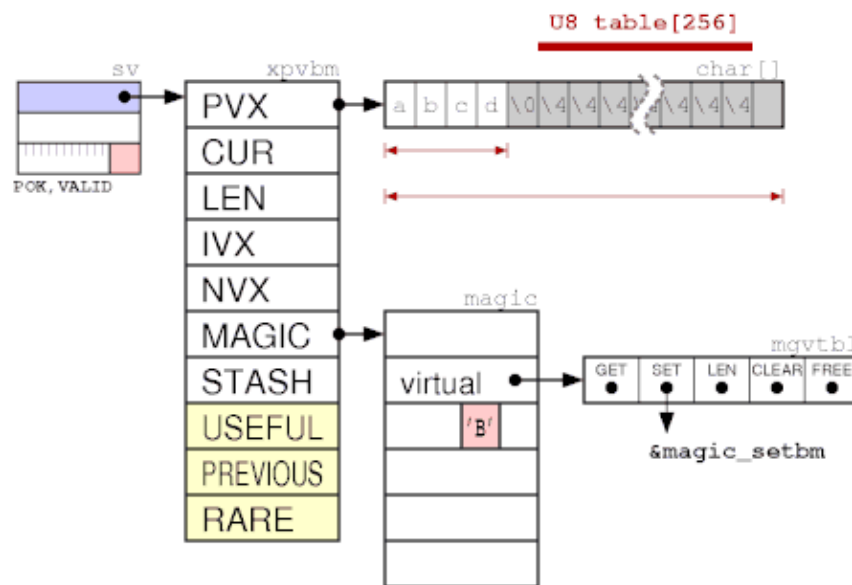 U8 table[256]
sv
xpvbm
char[]
PVX
a b c d \0 \4 \4 \4 \4 \4 \4
CUR
POK,VALID
LEN
IVX
NVX
magic
MAGIC
mgvtbl
STASH
virtual
GET SET LEN CLEAR FREE
USEFUL
'B'
&magic_setbm
PREVIOUS
RARE